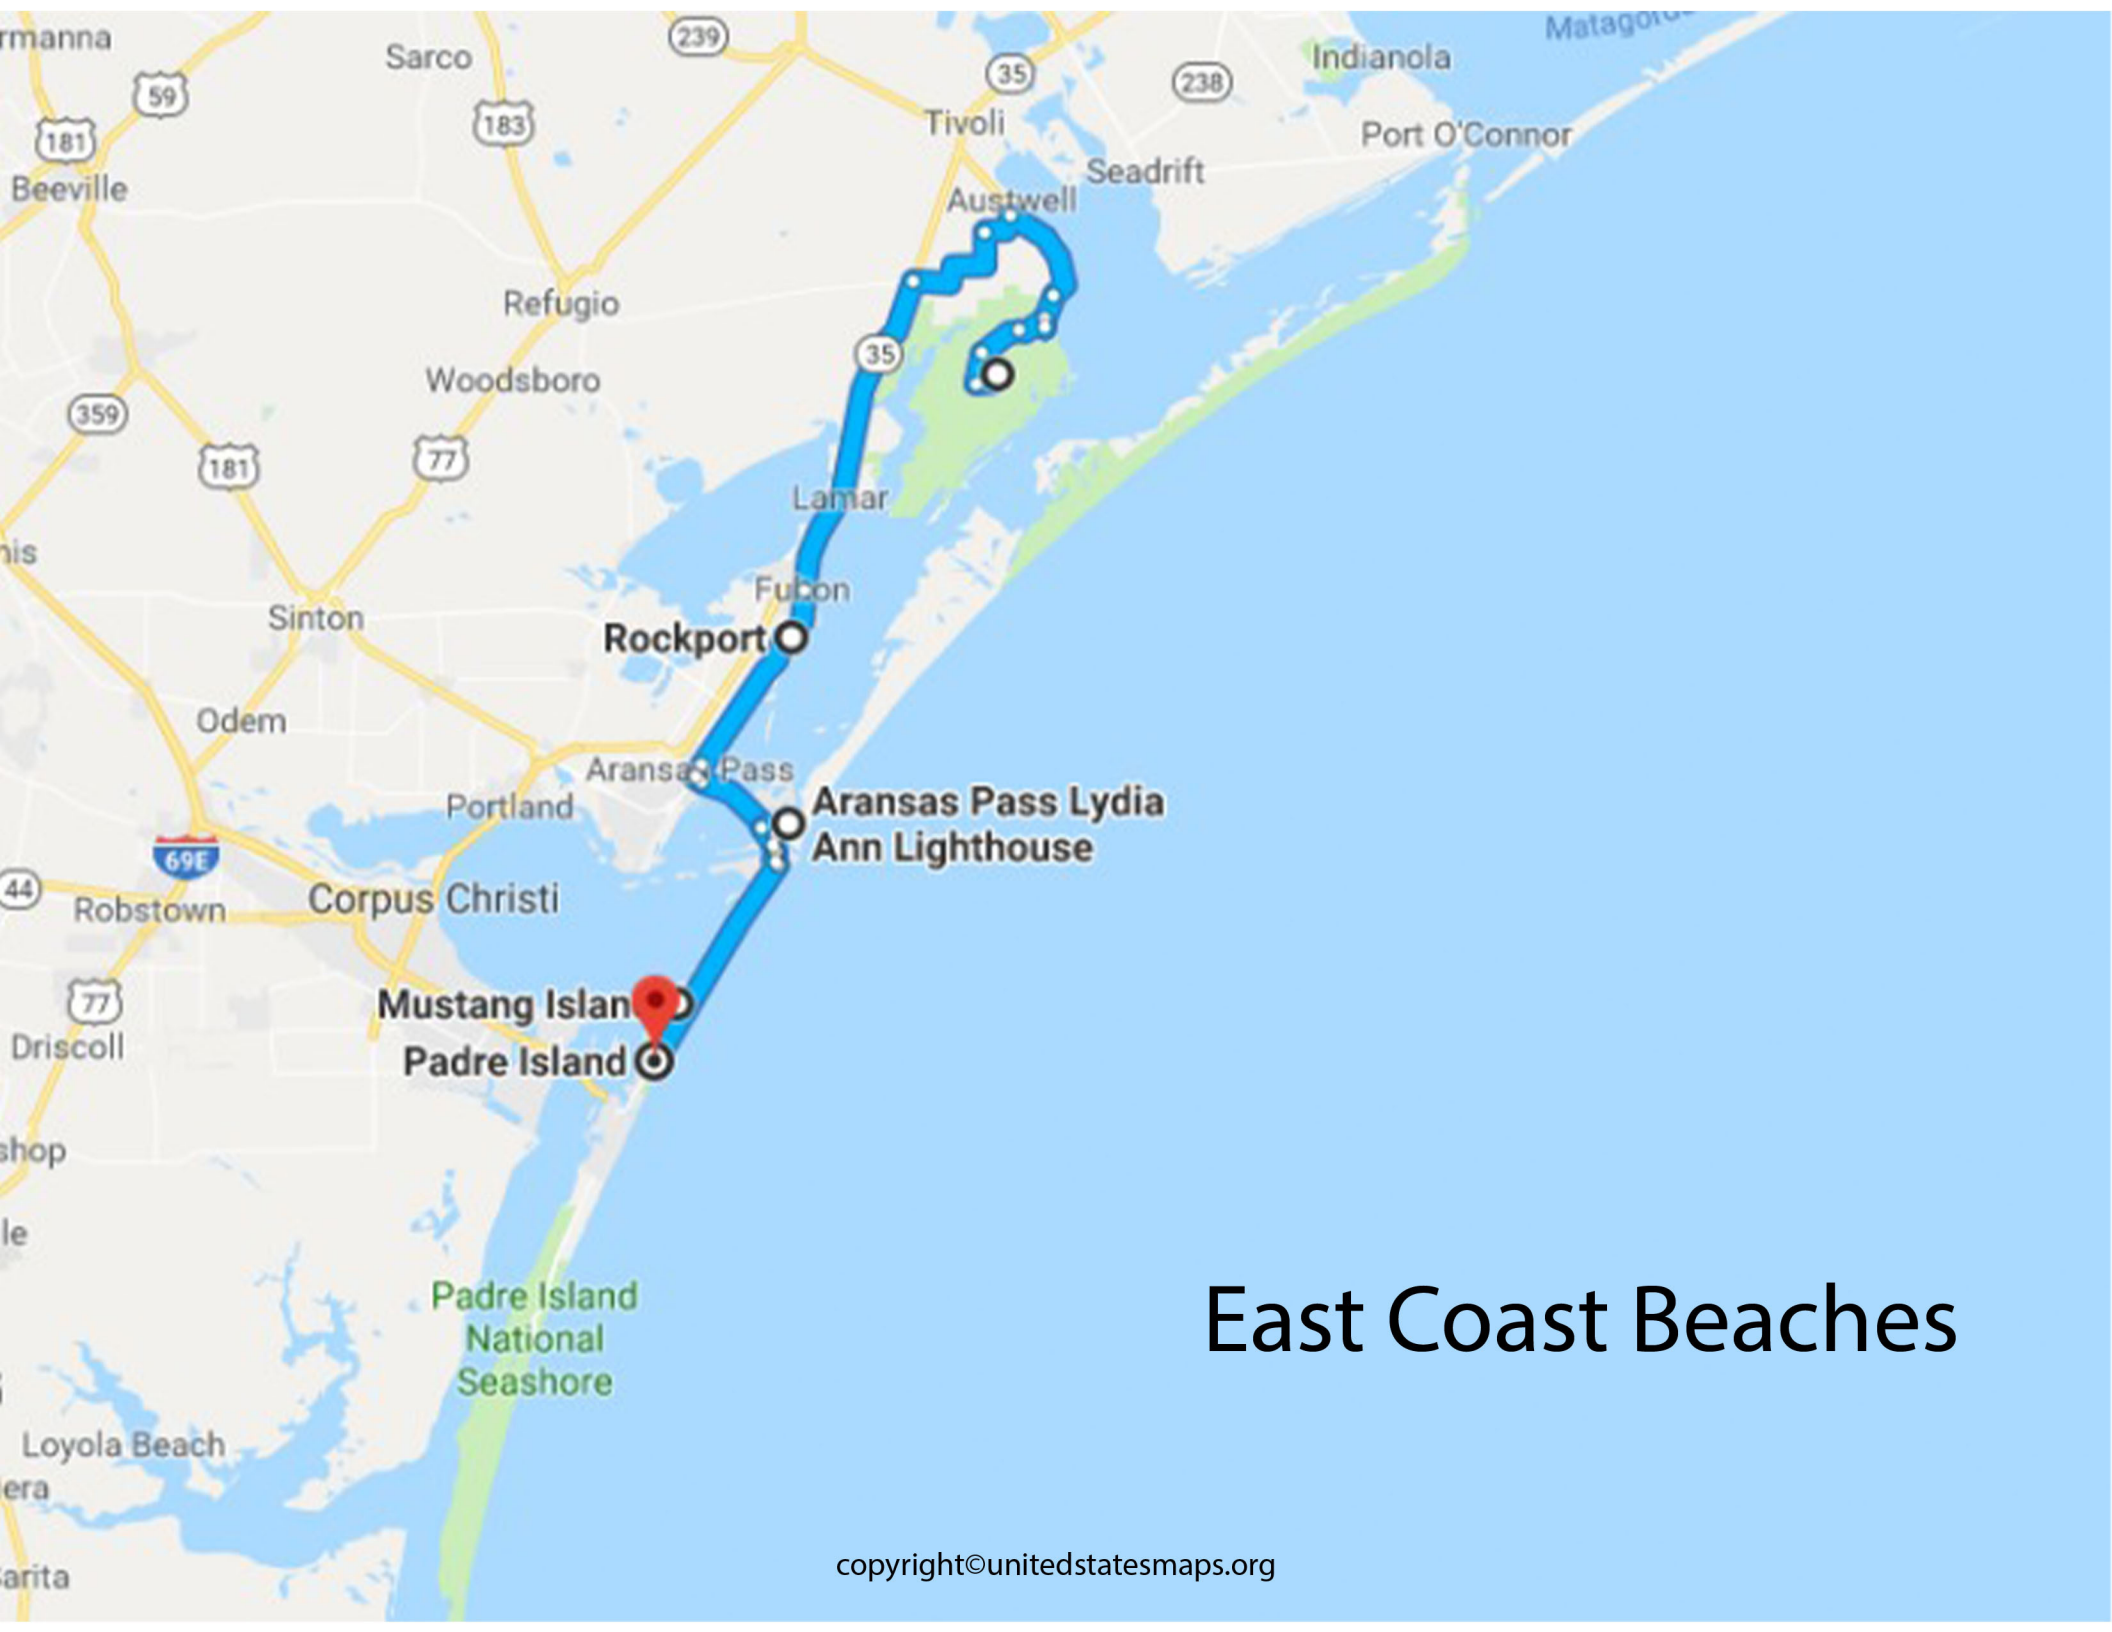 rmanna
Sarco
239
35
238
Indianola
Matagord
59
181
183
Tivoli
Port O'Connor
Seadrift
Beeville
Austwell
Refugio
35
Woodsboro
359
181
77
Lamar
nis
Fulton
Sinton
Rockport
Odem
Aransas Pass
Portland
Aransas Pass Lydia
Ann Lighthouse
69E
44
Robstown
Corpus Christi
77
Mustang Islan
Driscoll
Padre Island
shop
le
Padre Island
National
Seashore
East Coast Beaches
Loyola Beach
era
arita
copyright©unitedstatesmaps.org